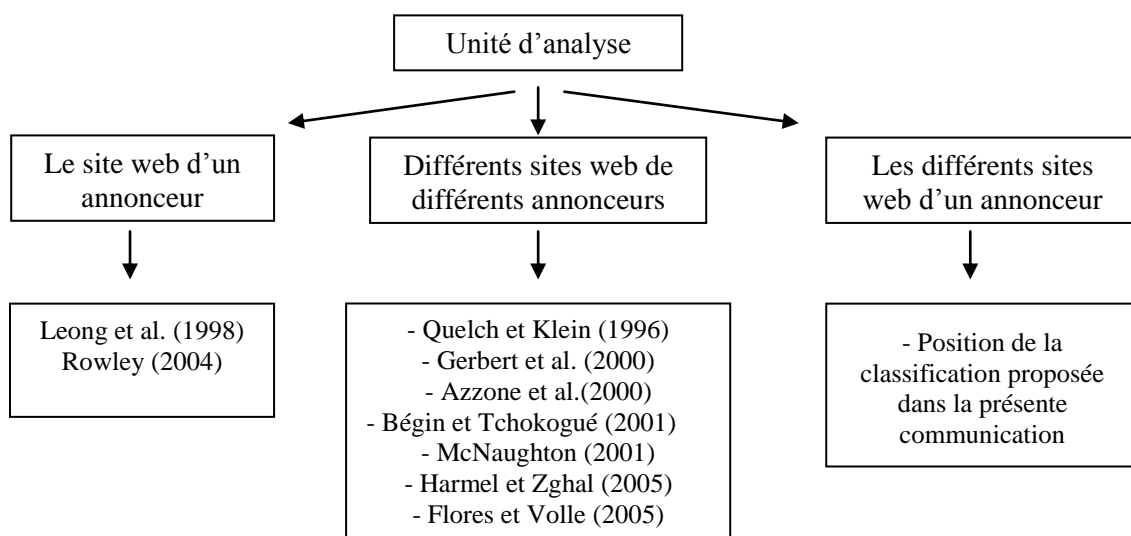 Unité d’analyse
Le site web d’un
annonceur
Différents sites web de
différents annonceurs
Les différents sites
web d’un annonceur
Leong et al. (1998)
Rowley (2004)
- Quelch et Klein (1996)
- Gerbert et al. (2000)
- Azzone et al.(2000)
- Bégin et Tchokogué (2001)
- McNaughton (2001)
- Harmel et Zghal (2005)
- Flores et Volle (2005)
- Position de la
classification proposée
dans la présente
communication